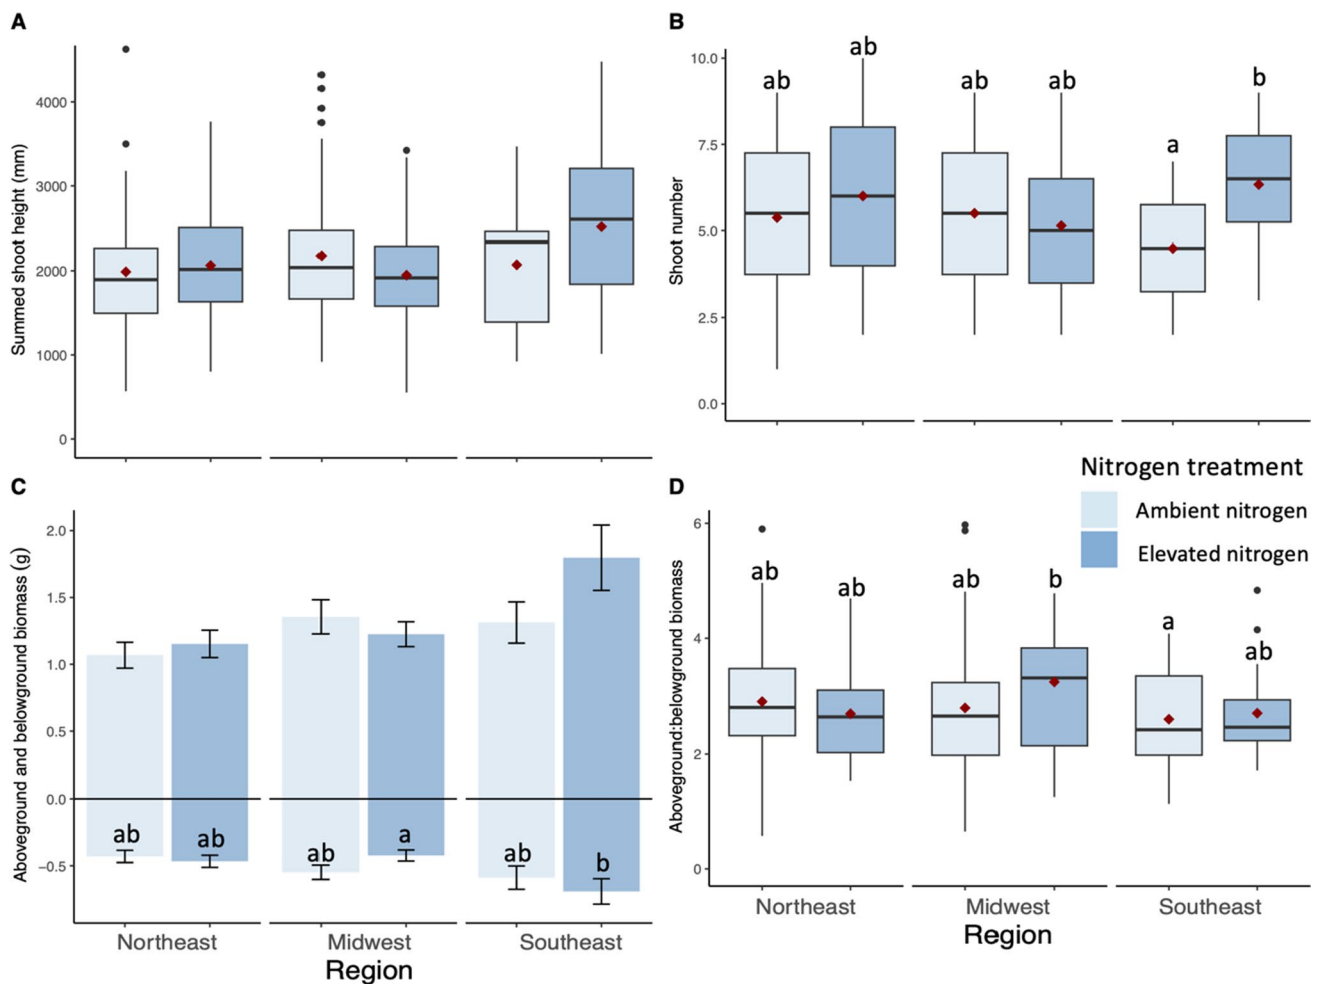 A
Summed shoot height (mm)
4000
3000
2000
1000
0
B
Shoot number
10.0
7.5
5.0
2.5
0.0
ab
ab
ab
ab
a
b
C
Aboveground and belowground biomass (g)
2.0
1.5
1.0
0.5
0.0
−0.5
ab
ab
ab
a
ab
b
Northeast
Midwest
Southeast
Region
Nitrogen treatment
Ambient nitrogen
Elevated nitrogen
D
Aboveground:belowground biomass
6
4
2
0
ab
ab
ab
b
a
ab
Northeast
Midwest
Southeast
Region